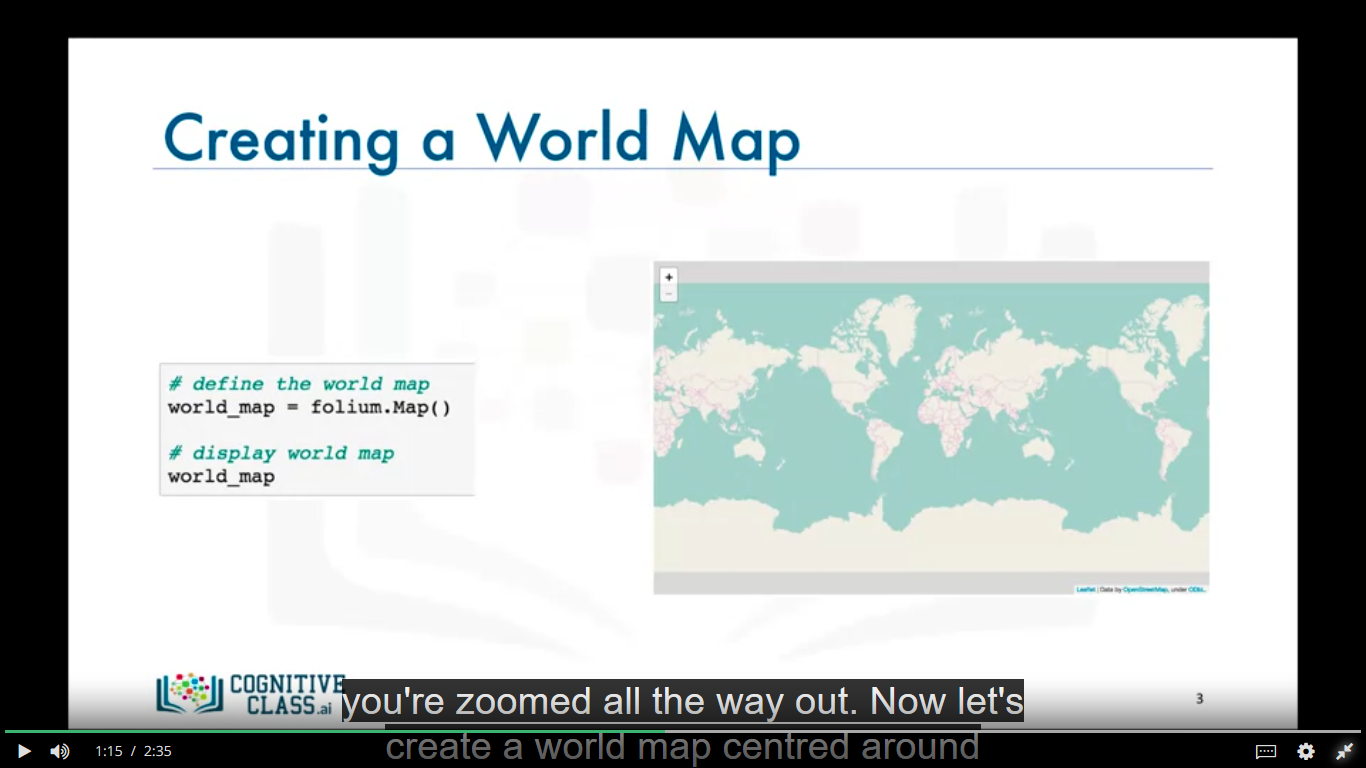 Creating a World Map
# define the world map
world_map = folium.Map()
# display world map
world_map
+
-
Leaflet | Data by OpenStreetMap, under ODbL.
COGNITIVE
CLASS.ai
3
you're zoomed all the way out. Now let's
create a world map centred around
1:15 / 2:35